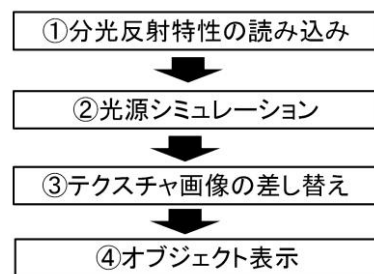 ①分光反射特性の読み込み
②光源シミュレーション
③テクスチャ画像の差し替え
④オブジェクト表示